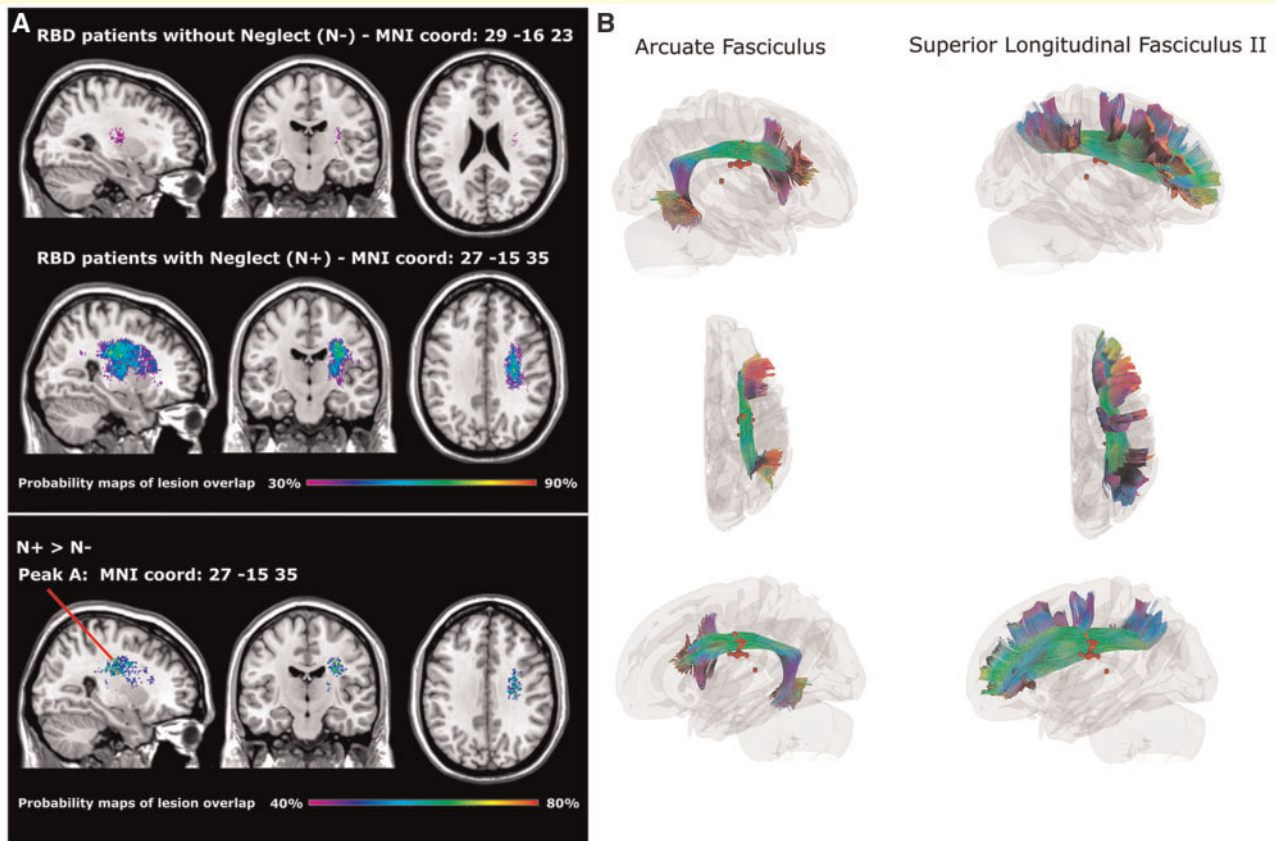 A
RBD patients without Neglect (N-) - MNI coord: 29 -16 23
RBD patients with Neglect (N+) - MNI coord: 27 -15 35
Probability maps of lesion overlap 30% 90%
N+ > N-
Peak A: MNI coord: 27 -15 35
Probability maps of lesion overlap 40% 80%
B
Arcuate Fasciculus
Superior Longitudinal Fasciculus II